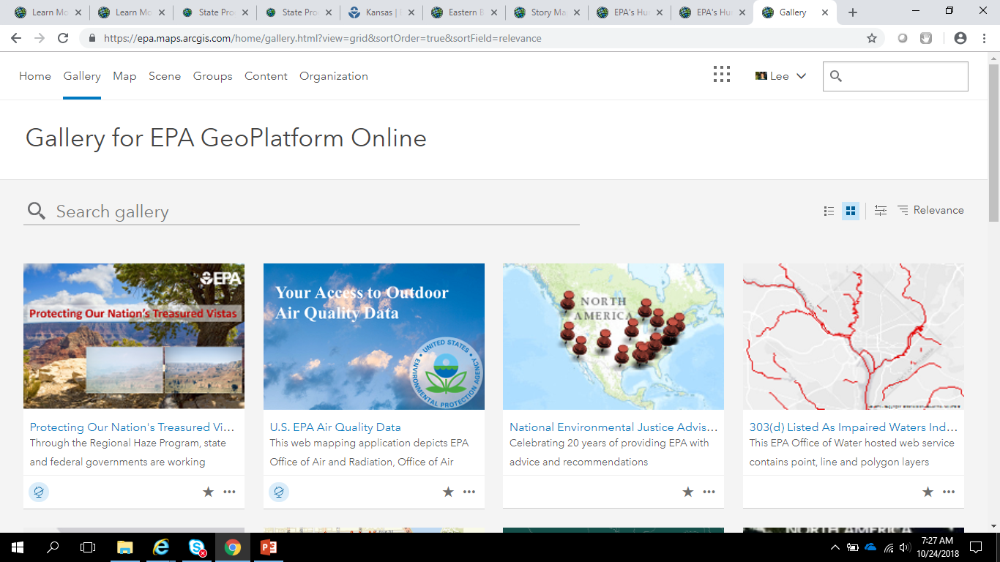 Learn Mo
Learn Mo
State Pro
State Pro
Kansas |
Eastern B
Story Ma
EPA's Hu
EPA's Hu
Gallery
https://epa.maps.arcgis.com/home/gallery.html?view=grid&sortOrder=true&sortField=relevance
Home Gallery Map Scene Groups Content Organization
Lee
Gallery for EPA GeoPlatform Online
Search gallery
Relevance
EPA
Protecting Our Nation's Treasured Vistas
Your Access to Outdoor
Air Quality Data
UNITED STATES
ENVIRONMENTAL PROTECTION AGENCY
NORTH
AMERICA
Protecting Our Nation's Treasured Vi...
Through the Regional Haze Program, state
and federal governments are working
U.S. EPA Air Quality Data
This web mapping application depicts EPA
Office of Air and Radiation, Office of Air
National Environmental Justice Advis...
Celebrating 20 years of providing EPA with
advice and recommendations
303(d) Listed As Impaired Waters Ind...
This EPA Office of Water hosted web service
contains point, line and polygon layers
NORTH AMERICA
7:27 AM
10/24/2018